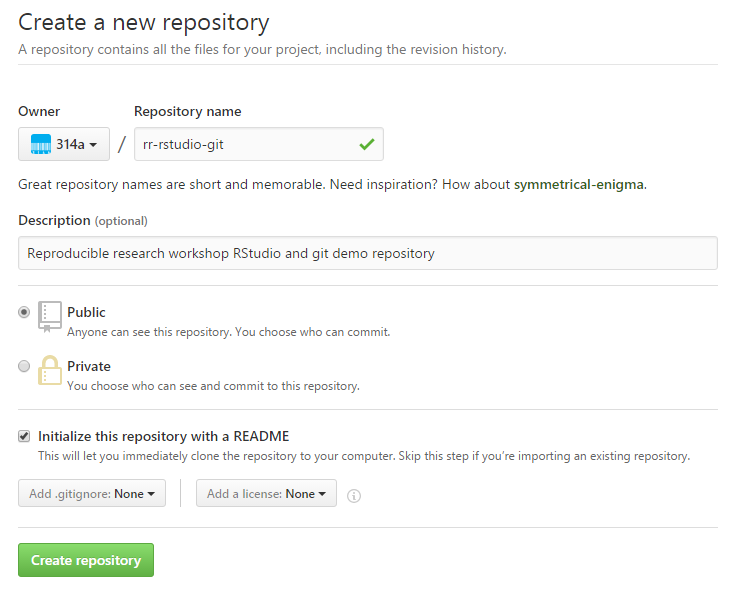 Create a new repository
A repository contains all the files for your project, including the revision history.
Owner Repository name
314a / rr-rstudio-git
Great repository names are short and memorable. Need inspiration? How about symmetrical-enigma.
Description (optional)
Reproducible research workshop RStudio and git demo repository
Public
Anyone can see this repository. You choose who can commit.
Private
You choose who can see and commit to this repository.
Initialize this repository with a README
This will let you immediately clone the repository to your computer. Skip this step if you’re importing an existing repository.
Add .gitignore: None Add a license: None
Create repository